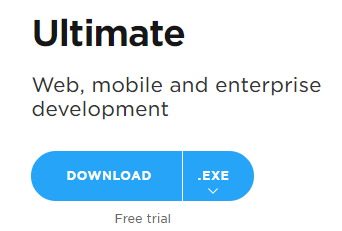 Ultimate
Web, mobile and enterprise
development
DOWNLOAD .EXE
Free trial